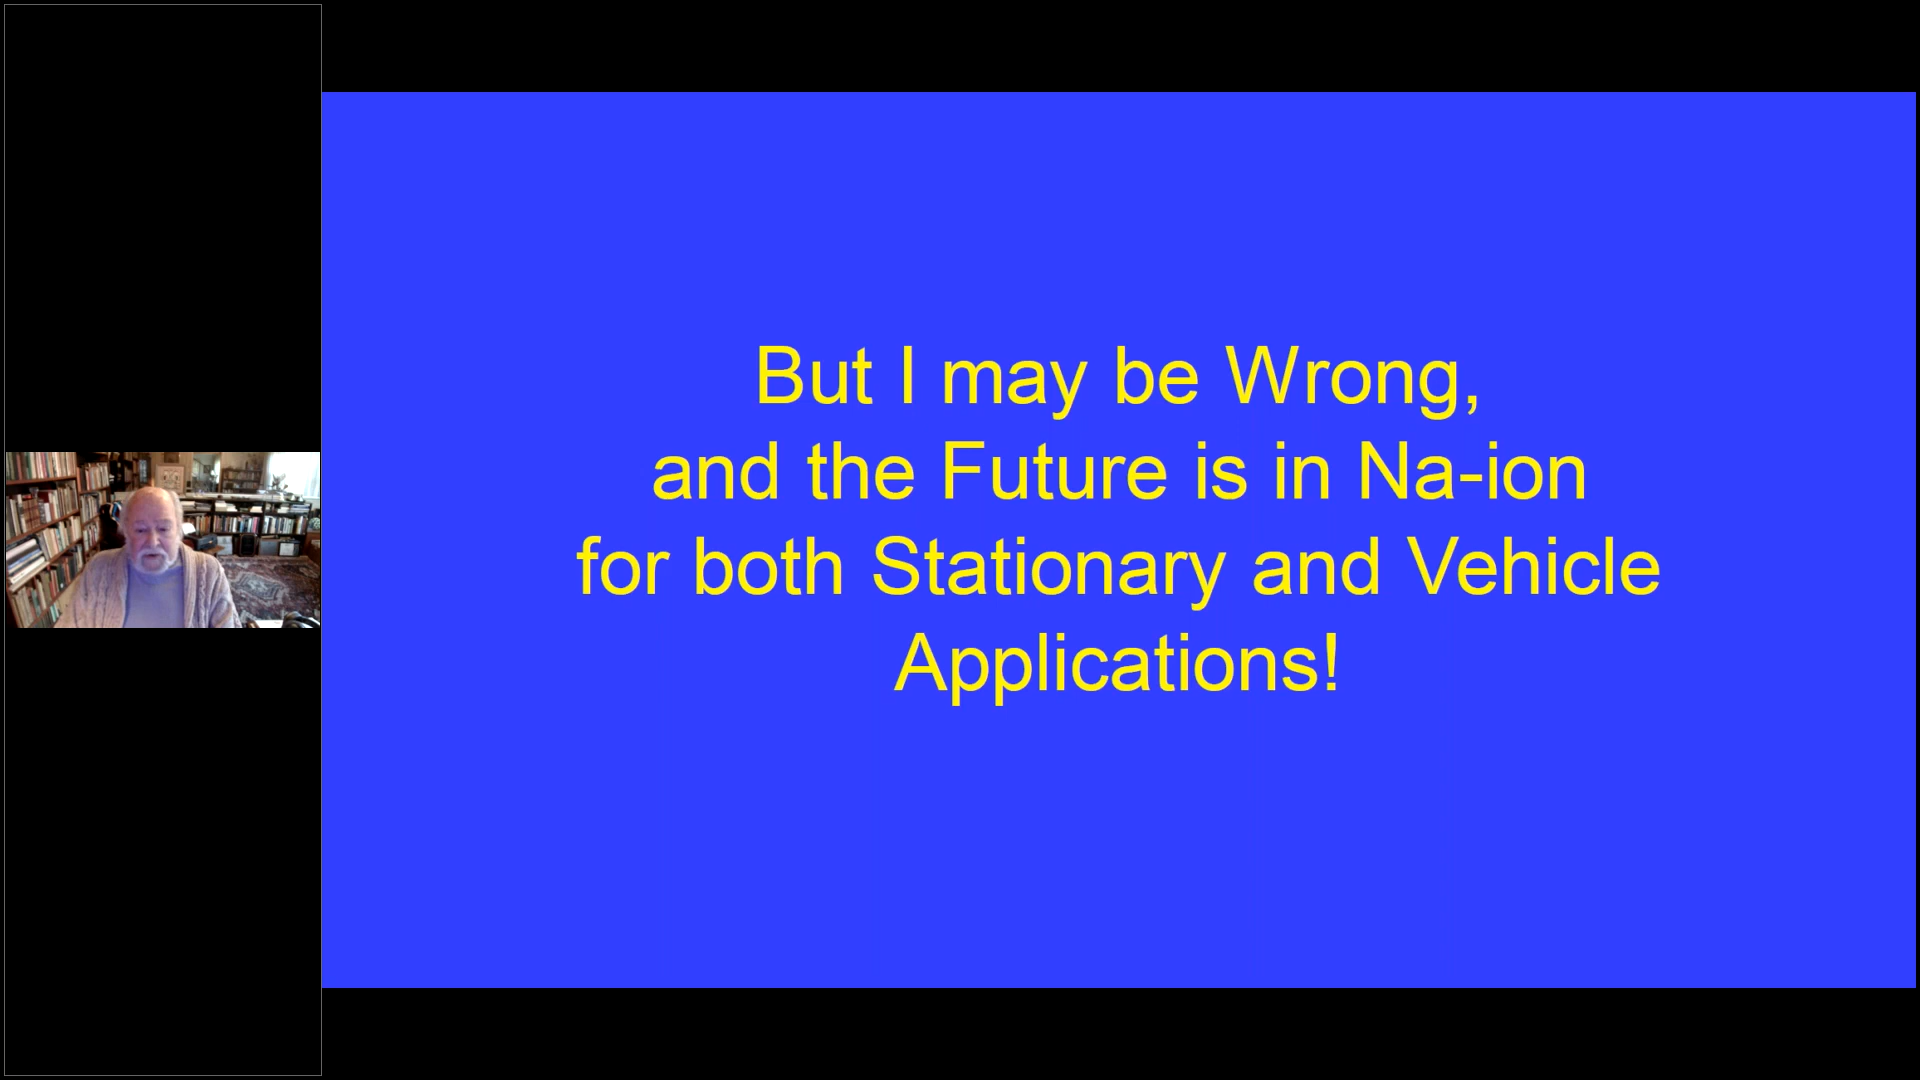 But I may be Wrong,
and the Future is in Na-ion
for both Stationary and Vehicle
Applications!